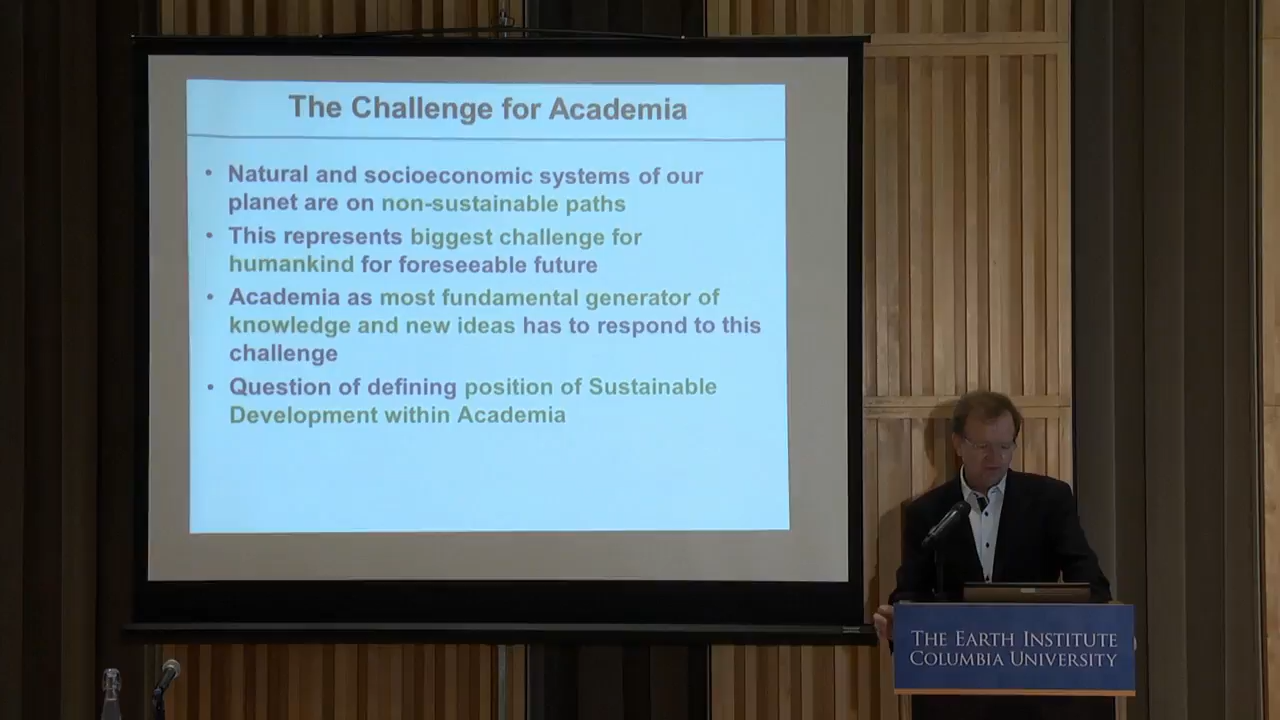 The Challenge for Academia
• Natural and socioeconomic systems of our
planet are on non-sustainable paths
• This represents biggest challenge for
humankind for foreseeable future
• Academia as most fundamental generator of
knowledge and new ideas has to respond to this
challenge
• Question of defining position of Sustainable
Development within Academia
THE EARTH INSTITUTE
COLUMBIA UNIVERSITY